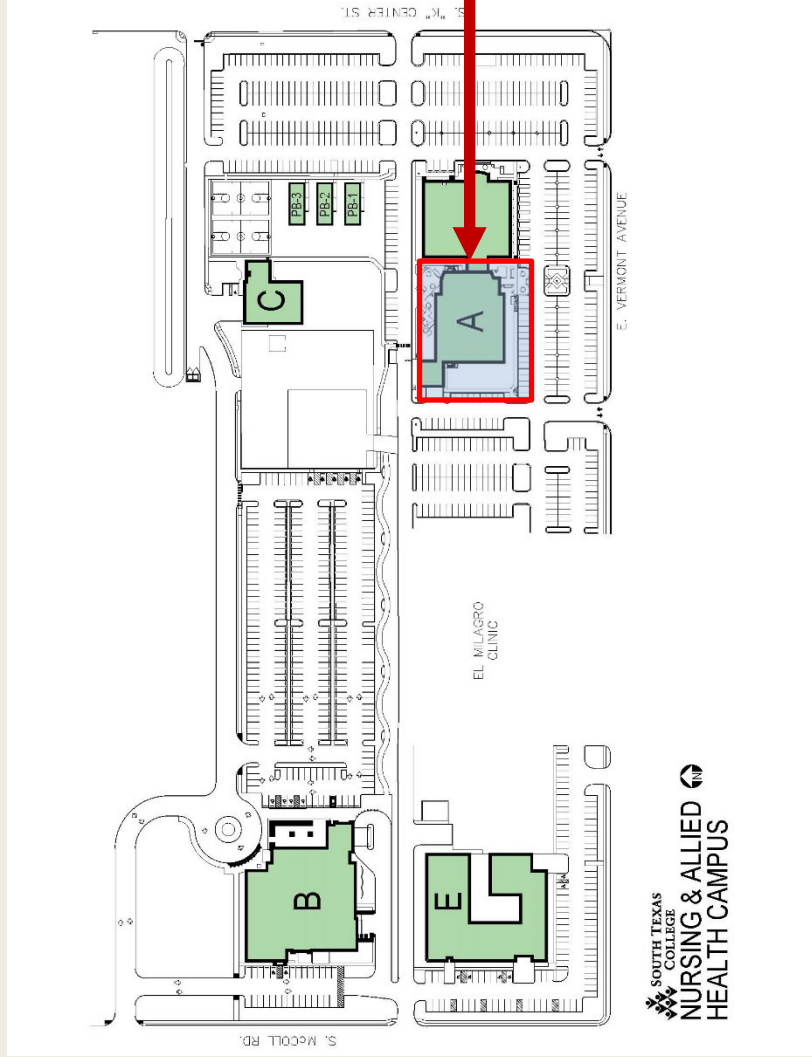 S. "K" CENTER ST.
PB-3
PB-2
PB-1
C
A
E. VERMONT AVENUE
EL MILAGRO
CLINIC
B
E
SOUTH TEXAS
COLLEGE
NURSING & ALLIED
HEALTH CAMPUS
N
S. McCOLL RD.